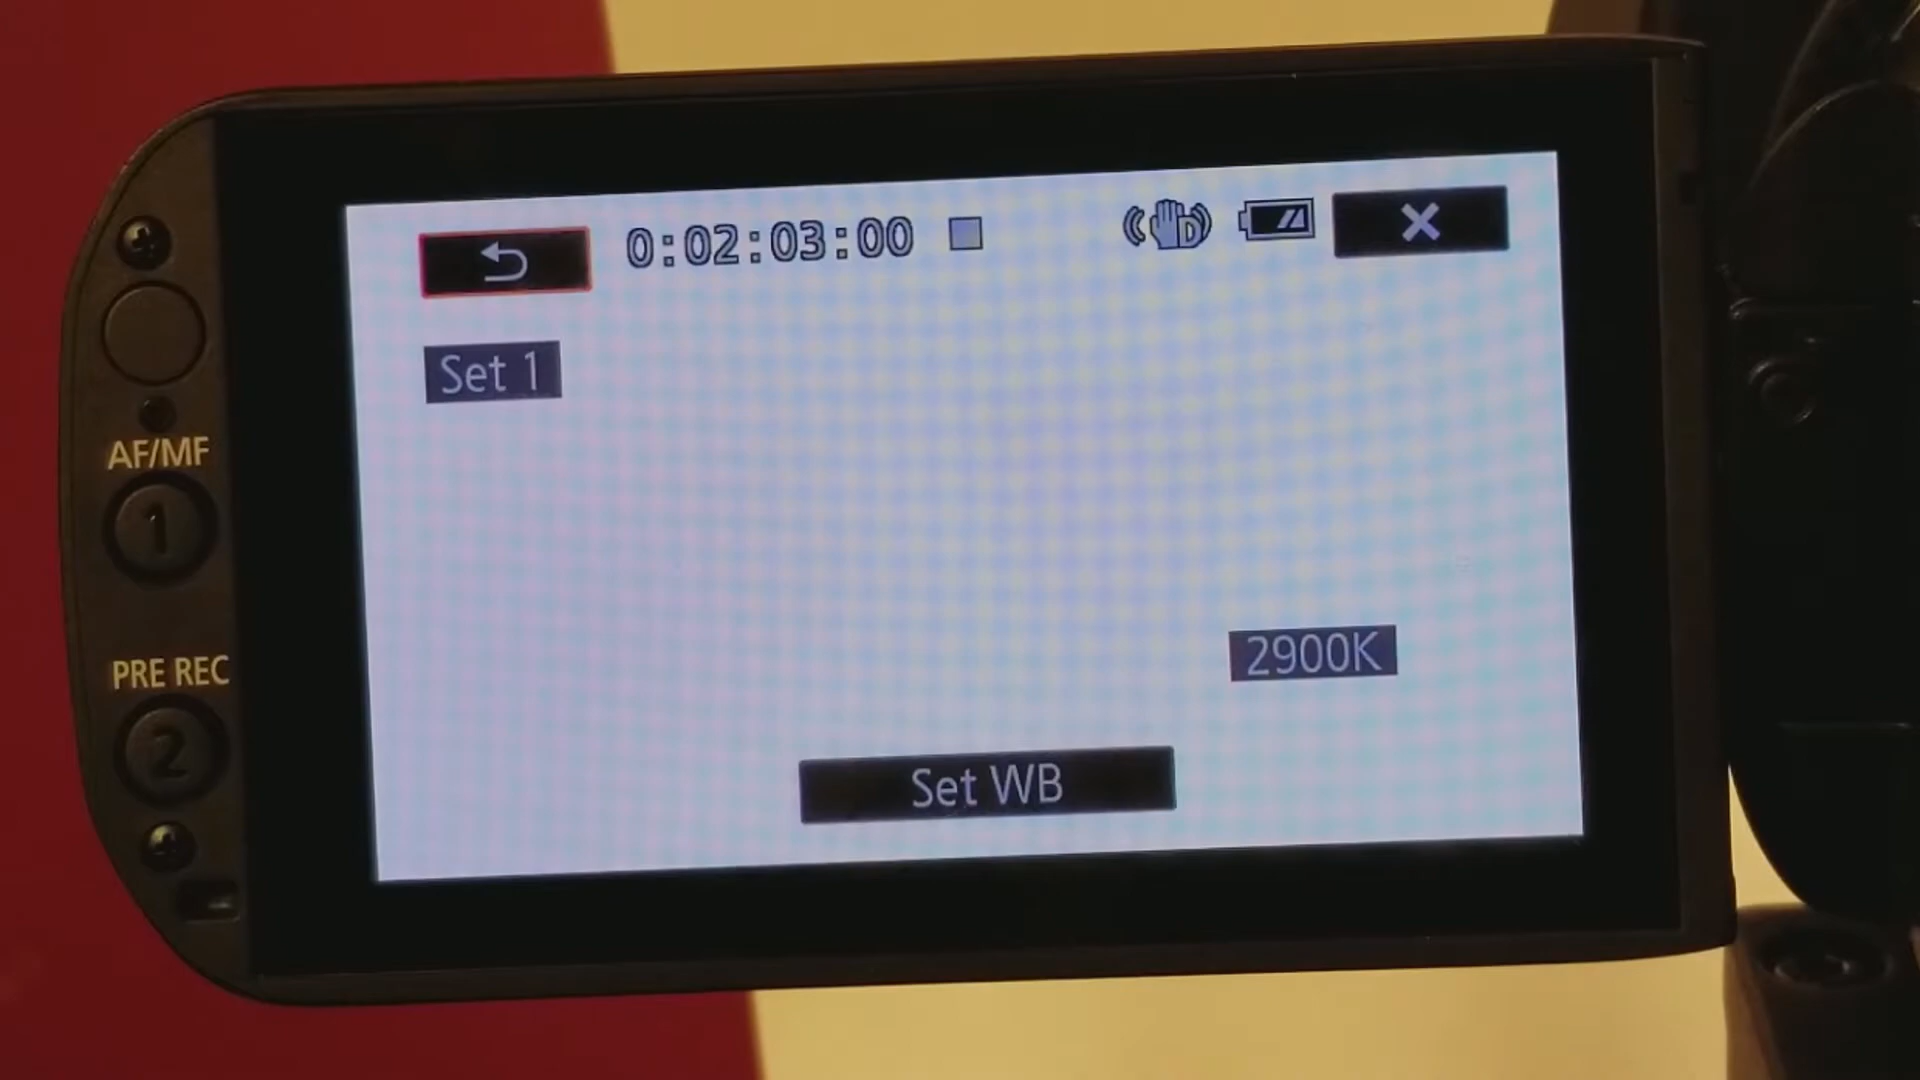 0:02:03:00
Set 1
AF/MF
1
PRE REC
2
2900K
Set WB